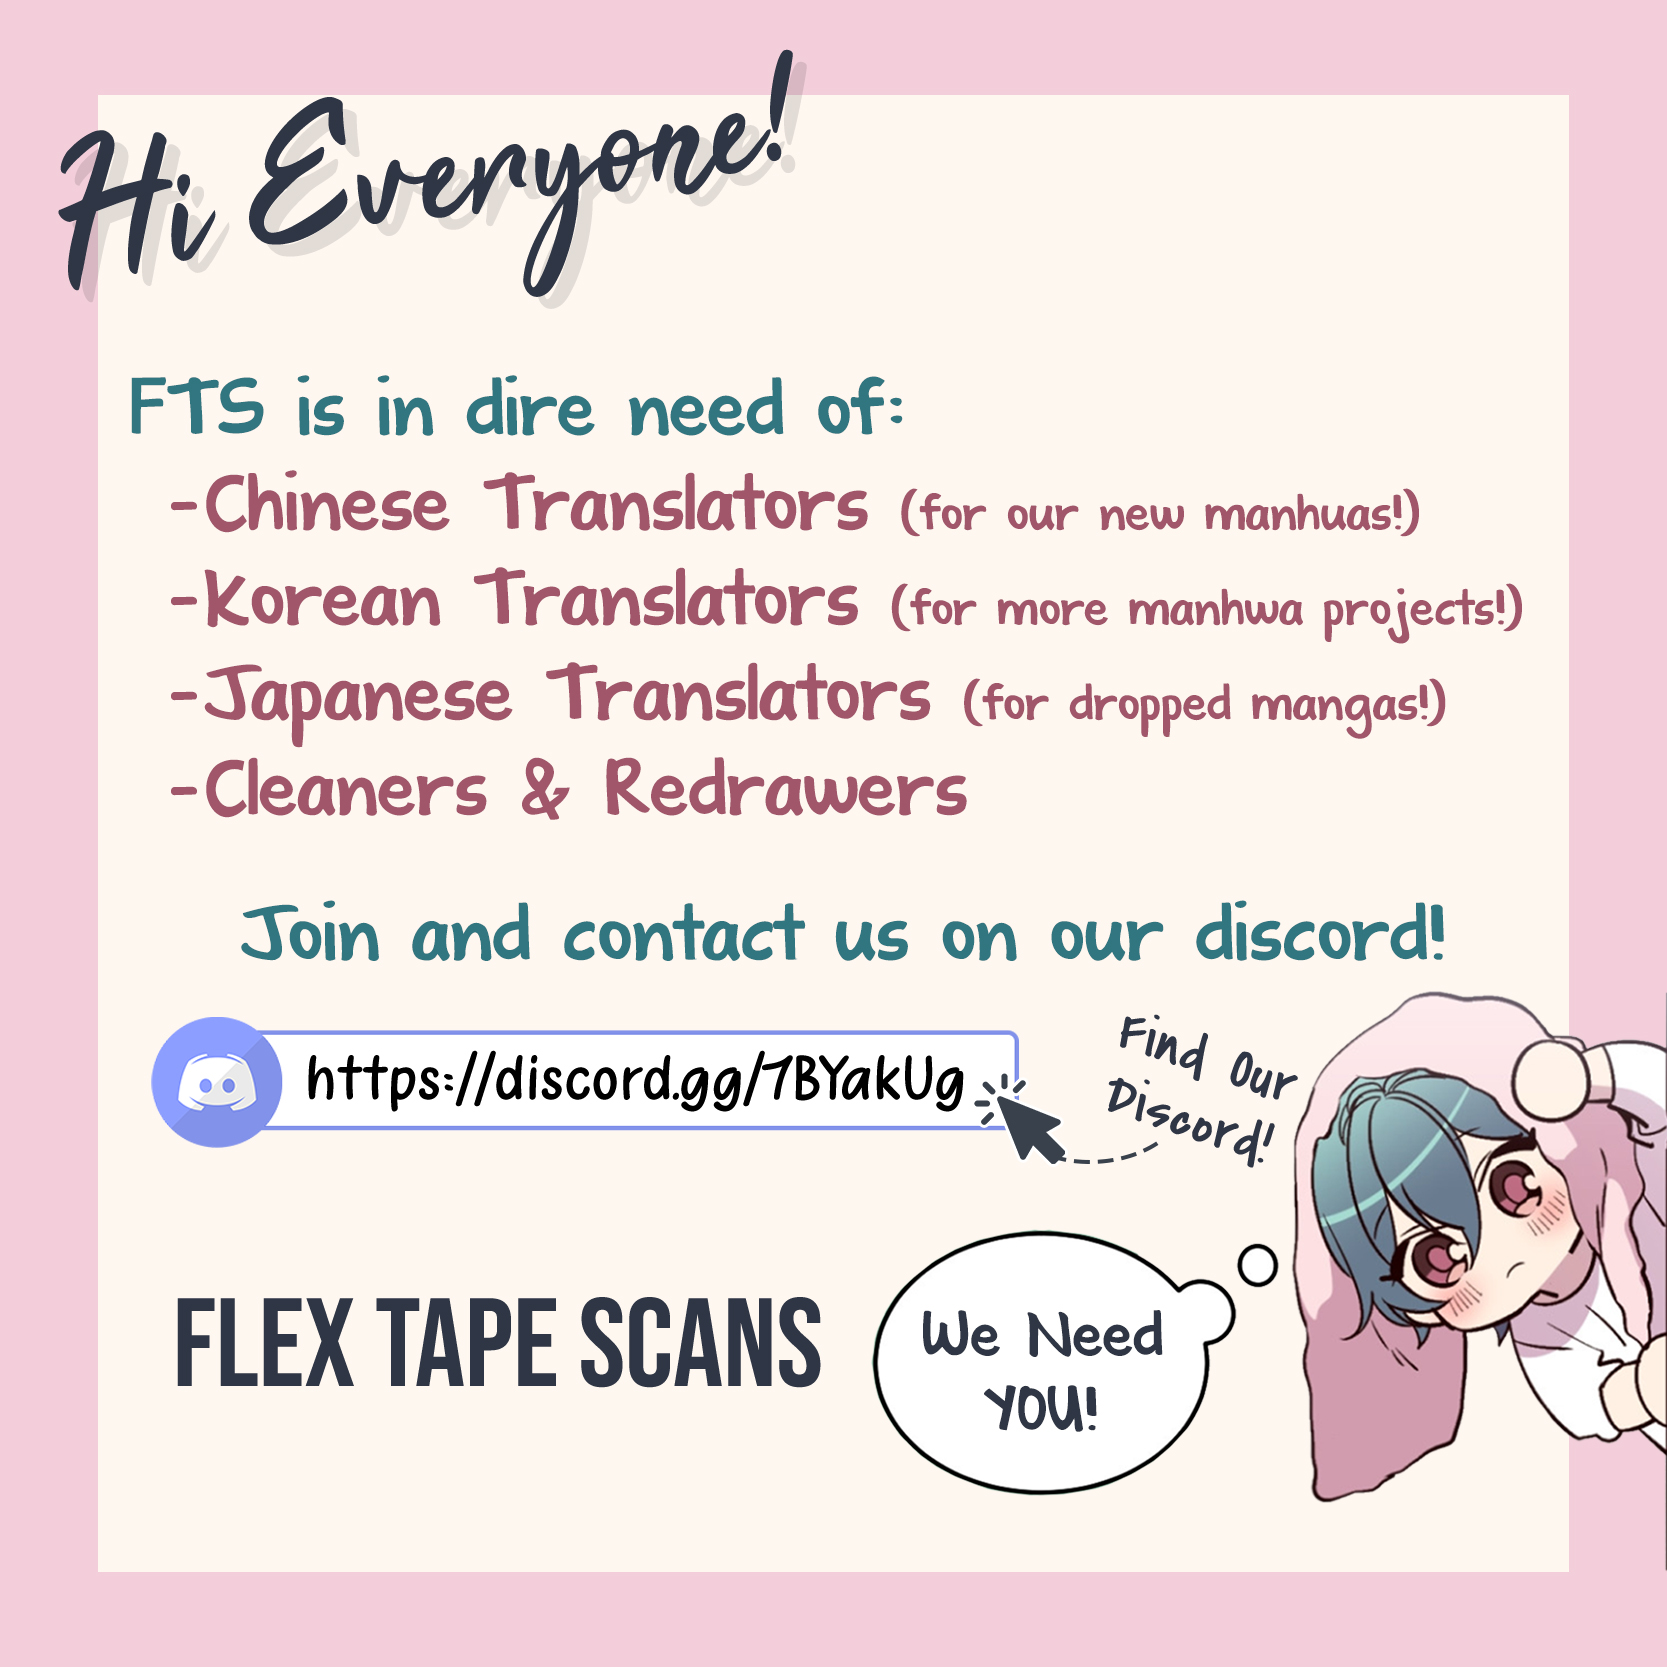 Hi Everyone!
FTS is in dire need of:
-Chinese Translators (for our new manhuas!)
-Korean Translators (for more manhwa projects!)
-Japanese Translators (for dropped mangas!)
-Cleaners & Redrawers
Join and contact us on our discord!
https://discord.gg/7BYakUg
Find Our
Discord!
FLEX TAPE SCANS
We Need
YOU!